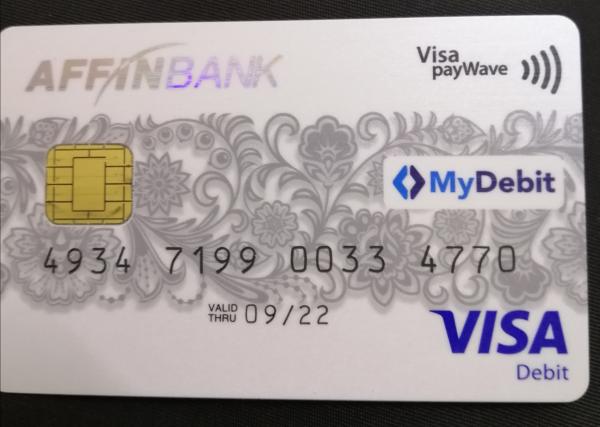 AFFINBANK
Visa
payWave
MyDebit
4934 7199 0033 4770
VALID
THRU 09/22
VISA
Debit